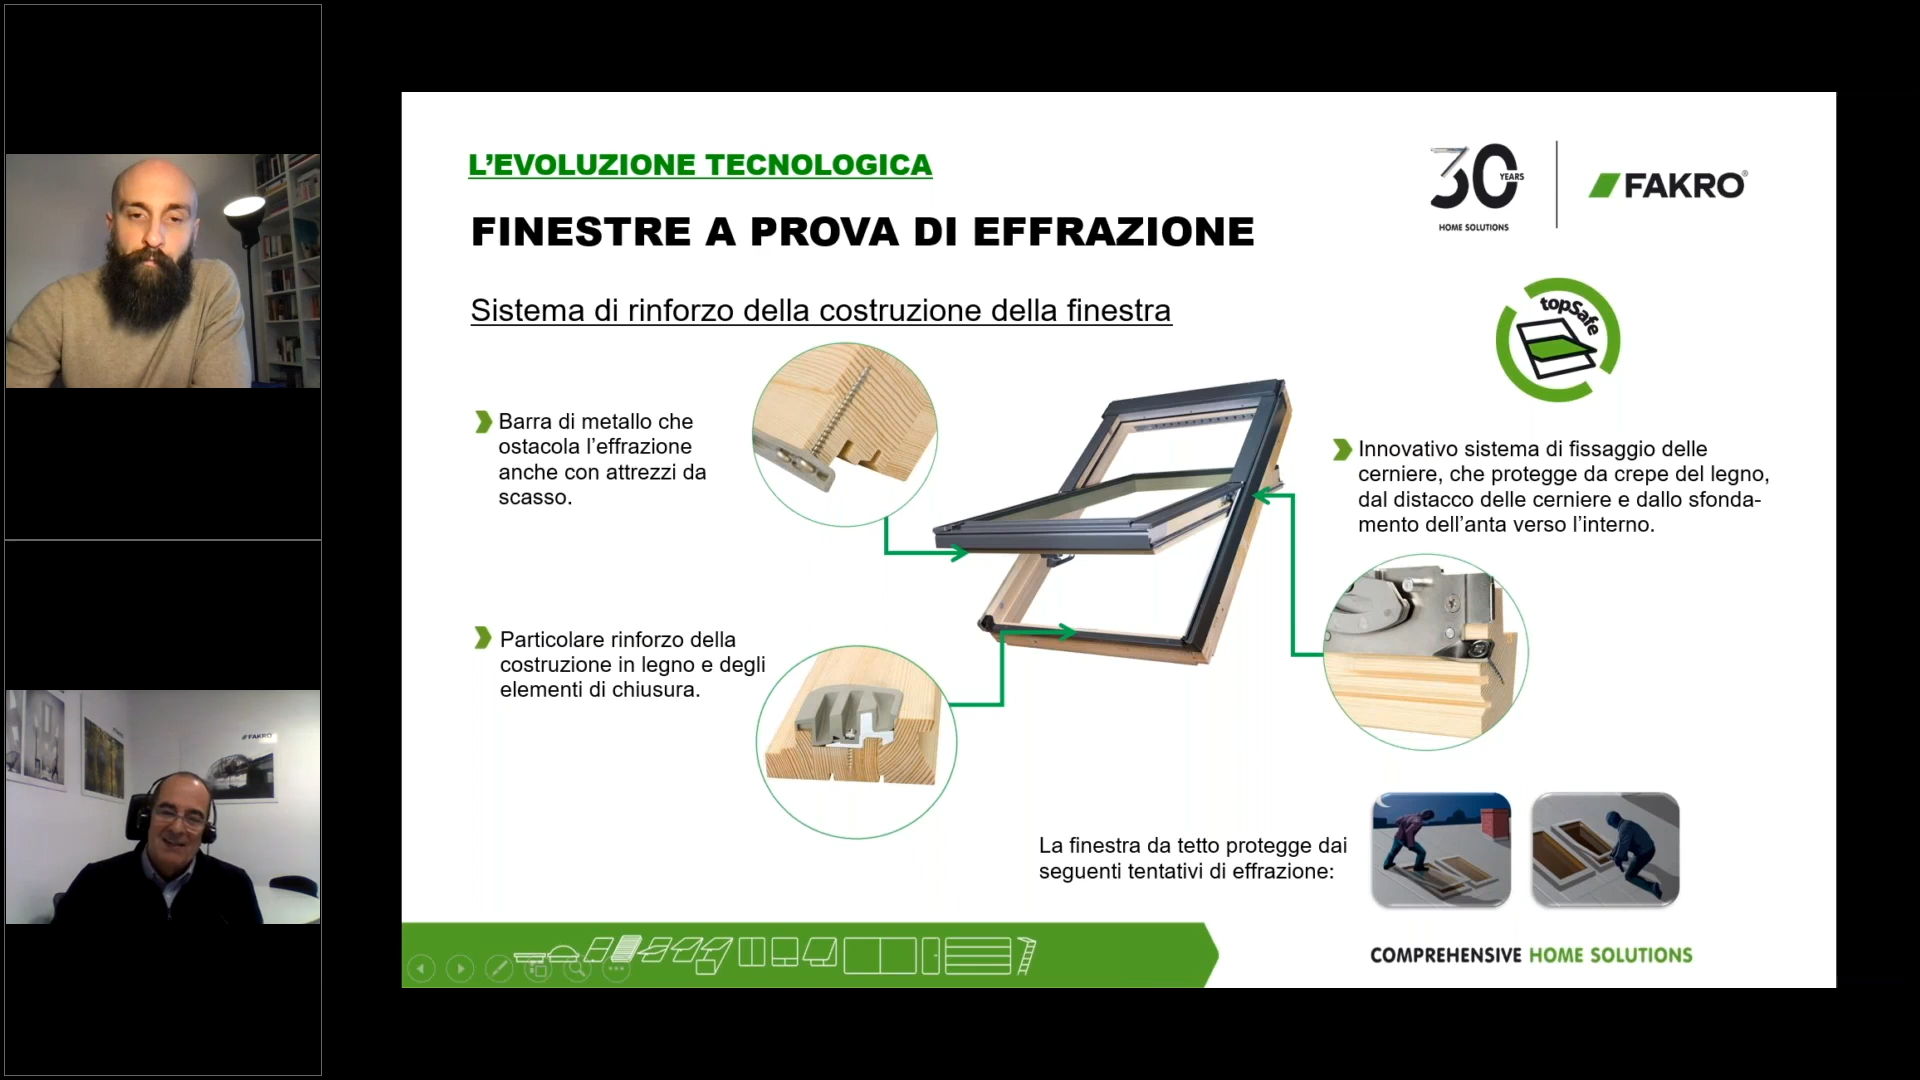 L’EVOLUZIONE TECNOLOGICA
FINESTRE A PROVA DI EFFRAZIONE
30 YEARS
HOME SOLUTIONS
FAKRO®
Sistema di rinforzo della costruzione della finestra
topSafe
Barra di metallo che
ostacola l’effrazione
anche con attrezzi da
scasso.
Innovativo sistema di fissaggio delle
cerniere, che protegge da crepe del legno,
dal distacco delle cerniere e dallo sfonda-
mento dell’anta verso l’interno.
Particolare rinforzo della
costruzione in legno e degli
elementi di chiusura.
La finestra da tetto protegge dai
seguenti tentativi di effrazione:
COMPREHENSIVE HOME SOLUTIONS
FAKRO